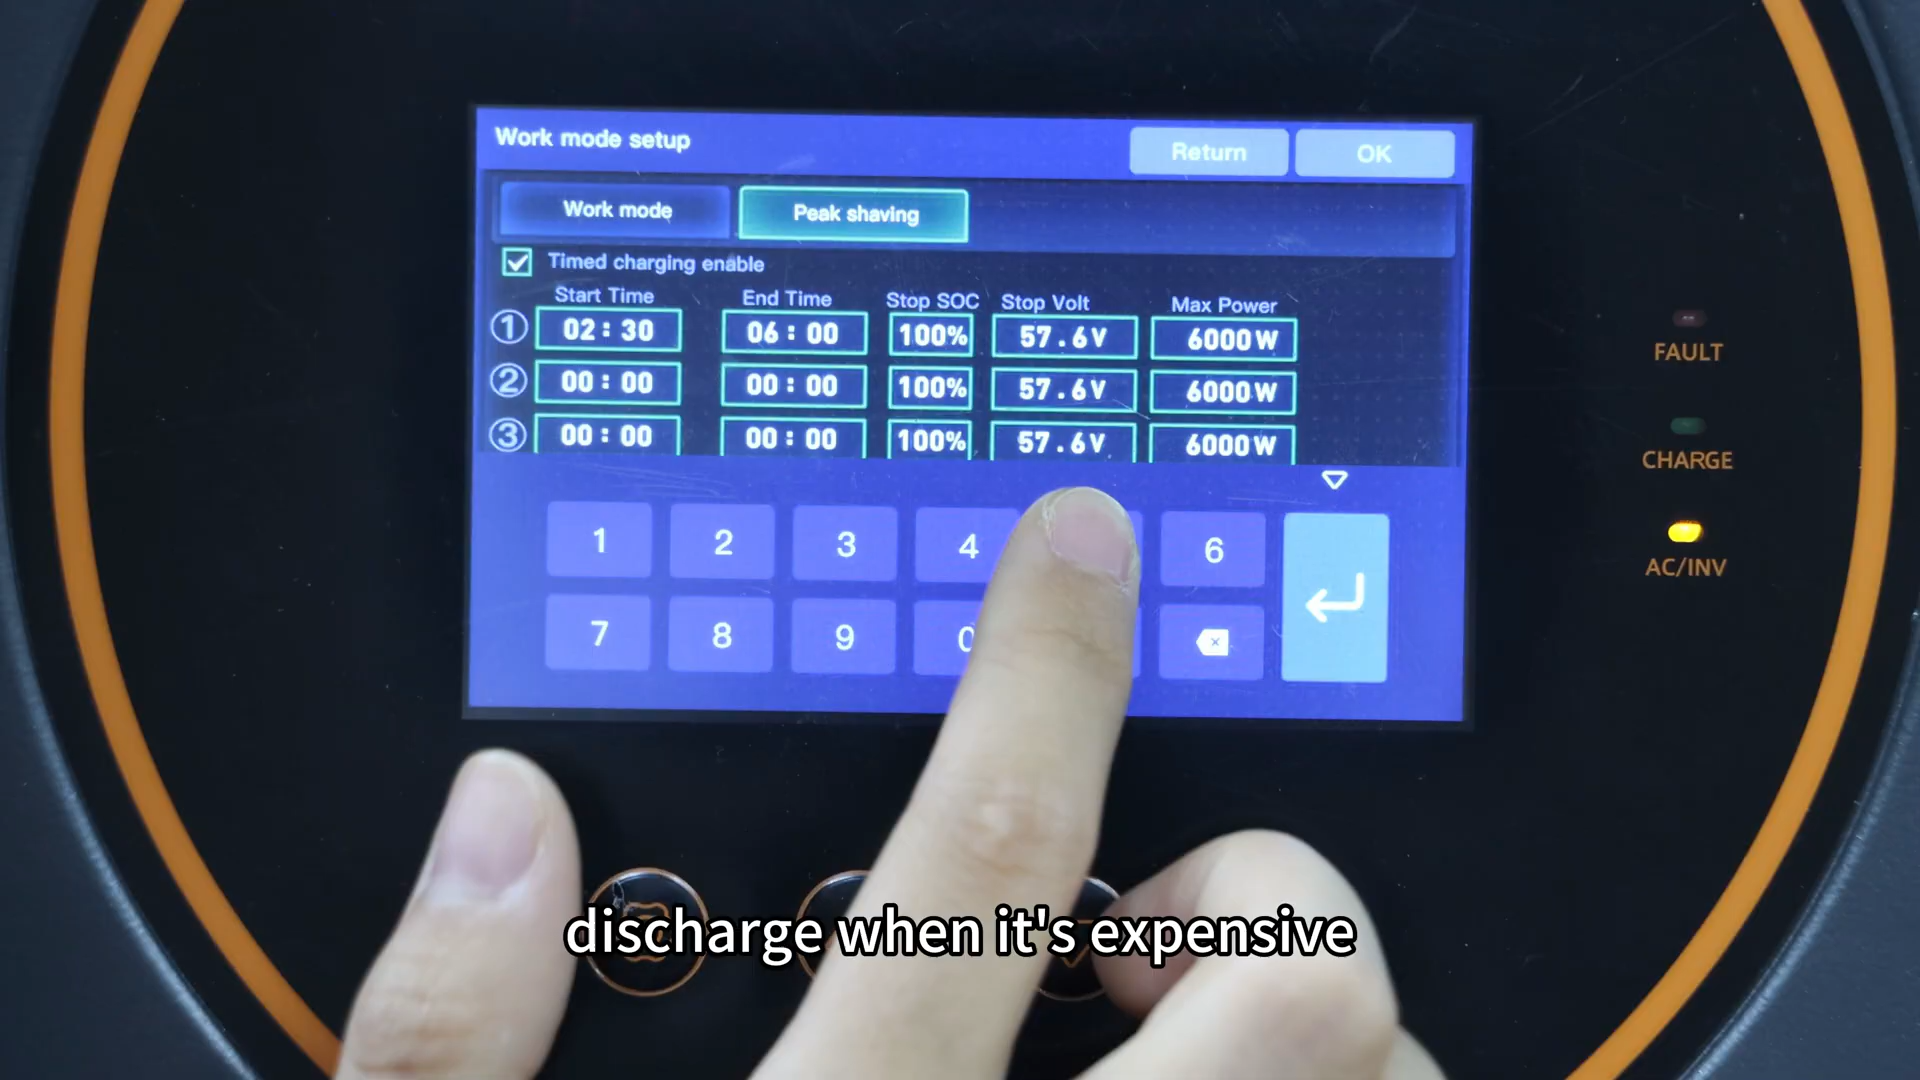 Work mode setup
Return
OK
Work mode
Peak shaving
Timed charging enable
Start Time End Time Stop SOC Stop Volt Max Power
① 02 : 30 06 : 00 100% 57.6V 6000W
② 00 : 00 00 : 00 100% 57.6V 6000W
③ 00 : 00 00 : 00 100% 57.6V 6000W
1 2 3 4 6
7 8 9 0
FAULT
CHARGE
AC/INV
discharge when it's expensive